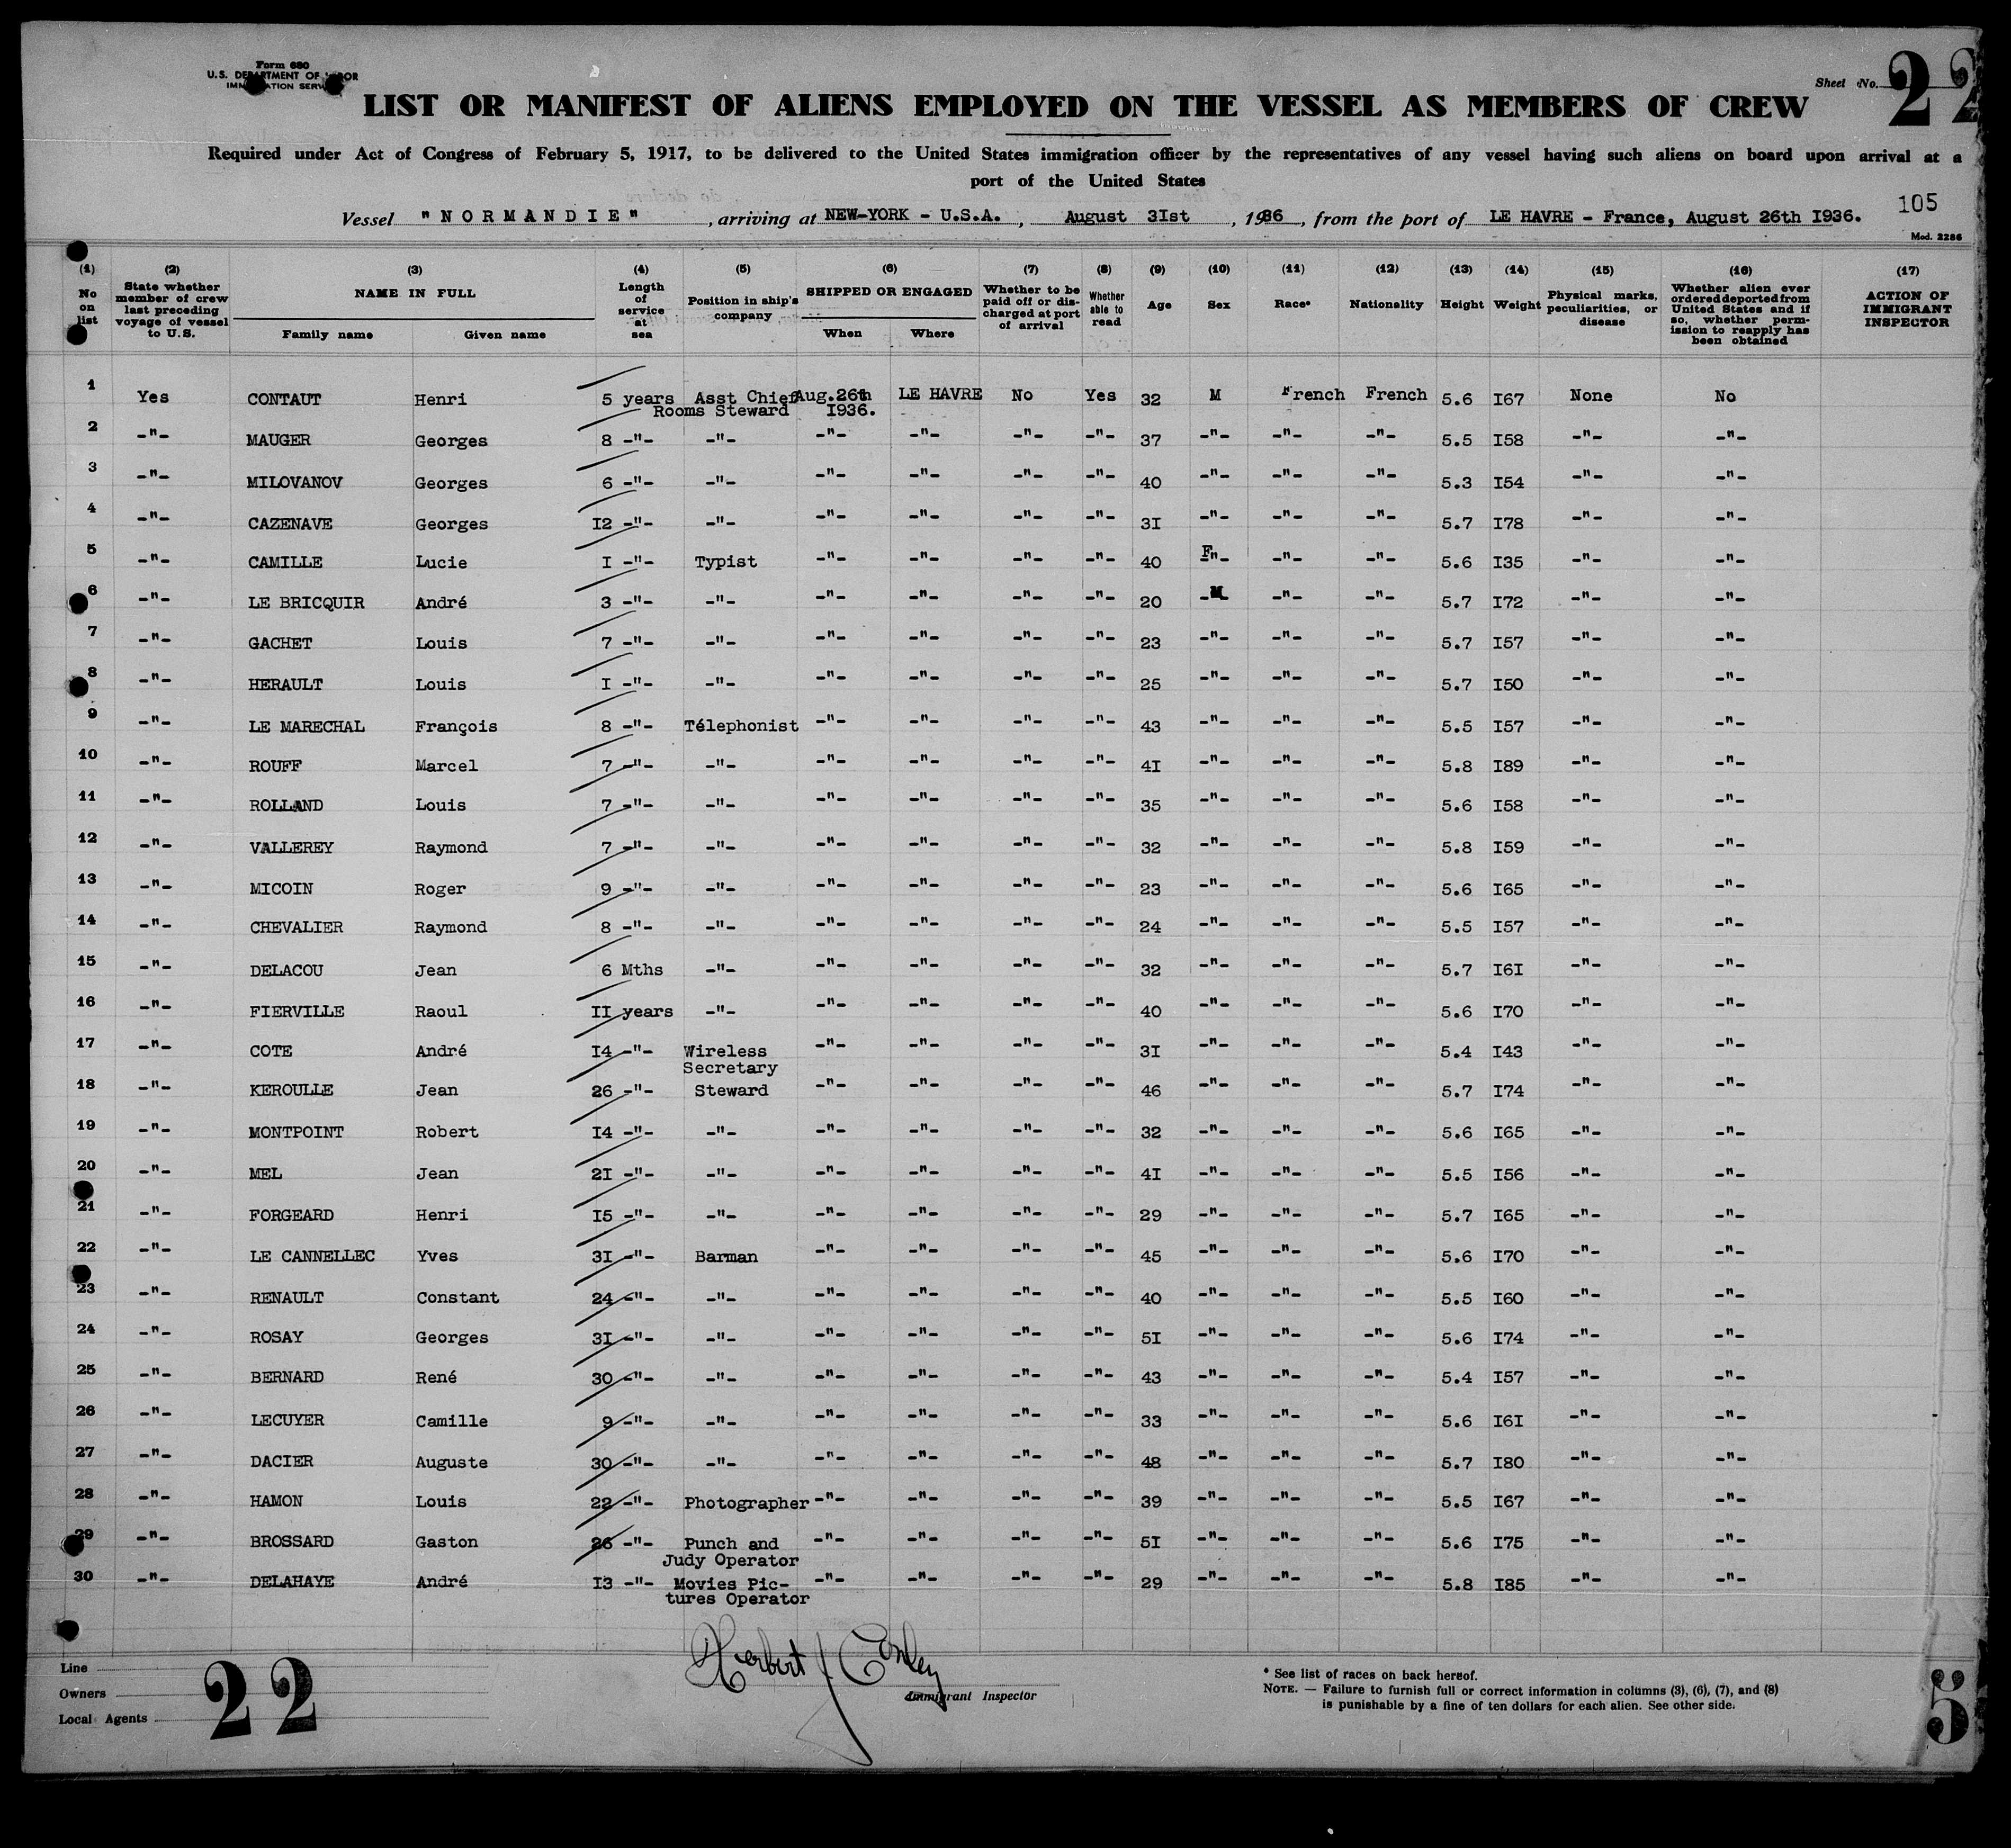 Form 680
U.S. DEPARTMENT OF LABOR
IMMIGRATION SERVICE
Sheet No. 22
LIST OR MANIFEST OF ALIENS EMPLOYED ON THE VESSEL AS MEMBERS OF CREW
Required under Act of Congress of February 5, 1917, to be delivered to the United States immigration officer by the representatives of any vessel having such aliens on board upon arrival at a
port of the United States
105
Vessel "NORMANDIE", arriving at NEW-YORK - U.S.A., August 3Ist, 1936, from the port of LE HAVRE - France, August 26th I936.
Mod. 2286
(1) No on list (2) State whether member of crew last preceding voyage of vessel to U.S. (3) NAME IN FULL Family name Given name (4) Length of service at sea (5) Position in ship's company (6) SHIPPED OR ENGAGED When Where (7) Whether to be paid off or discharged at port of arrival (8) Whether able to read (9) Age (10) Sex (11) Race* (12) Nationality (13) Height (14) Weight (15) Physical marks, peculiarities, or disease (16) Whether alien ever ordered deported from United States and if so, whether permission to reapply has been obtained (17) ACTION OF IMMIGRANT INSPECTOR
1 Yes CONTAUT Henri 5 years Asst Chief Rooms Steward Aug.26th I936. LE HAVRE No Yes 32 M French French 5.6 I67 None No
2 -"- MAUGER Georges 8 -"- -"- -"- -"- -"- -"- 37 -"- -"- -"- 5.5 I58 -"- -"-
3 -"- MILOVANOV Georges 6 -"- -"- -"- -"- -"- -"- 40 -"- -"- -"- 5.3 I54 -"- -"-
4 -"- CAZENAVE Georges I2 -"- -"- -"- -"- -"- -"- 3I -"- -"- -"- 5.7 I78 -"- -"-
5 -"- CAMILLE Lucie I -"- Typist -"- -"- -"- -"- 40 F -"- -"- 5.6 I35 -"- -"-
6 -"- LE BRICQUIR André 3 -"- -"- -"- -"- -"- -"- 20 M -"- -"- 5.7 I72 -"- -"-
7 -"- GACHET Louis 7 -"- -"- -"- -"- -"- -"- 23 -"- -"- -"- 5.7 I57 -"- -"-
8 -"- HERAULT Louis I -"- -"- -"- -"- -"- -"- 25 -"- -"- -"- 5.7 I50 -"- -"-
9 -"- LE MARECHAL François 8 -"- Télephonist -"- -"- -"- -"- 43 -"- -"- -"- 5.5 I57 -"- -"-
10 -"- ROUFF Marcel 7 -"- -"- -"- -"- -"- -"- 4I -"- -"- -"- 5.8 I89 -"- -"-
11 -"- ROLLAND Louis 7 -"- -"- -"- -"- -"- -"- 35 -"- -"- -"- 5.6 I58 -"- -"-
12 -"- VALLEREY Raymond 7 -"- -"- -"- -"- -"- -"- 32 -"- -"- -"- 5.8 I59 -"- -"-
13 -"- MICOIN Roger 9 -"- -"- -"- -"- -"- -"- 23 -"- -"- -"- 5.6 I65 -"- -"-
14 -"- CHEVALIER Raymond 8 -"- -"- -"- -"- -"- -"- 24 -"- -"- -"- 5.5 I57 -"- -"-
15 -"- DELACOU Jean 6 Mths -"- -"- -"- -"- -"- 32 -"- -"- -"- 5.7 I6I -"- -"-
16 -"- FIERVILLE Raoul II years -"- -"- -"- -"- -"- 40 -"- -"- -"- 5.6 I70 -"- -"-
17 -"- COTE André I4 -"- Wireless Secretary -"- -"- -"- -"- 3I -"- -"- -"- 5.4 I43 -"- -"-
18 -"- KEROULLE Jean 26 -"- Steward -"- -"- -"- -"- 46 -"- -"- -"- 5.7 I74 -"- -"-
19 -"- MONTPOINT Robert I4 -"- -"- -"- -"- -"- -"- 32 -"- -"- -"- 5.6 I65 -"- -"-
20 -"- MEL Jean 2I -"- -"- -"- -"- -"- -"- 4I -"- -"- -"- 5.5 I56 -"- -"-
21 -"- FORGEARD Henri I5 -"- -"- -"- -"- -"- -"- 29 -"- -"- -"- 5.7 I65 -"- -"-
22 -"- LE CANNELLEC Yves 3I -"- Barman -"- -"- -"- -"- 45 -"- -"- -"- 5.6 I70 -"- -"-
23 -"- RENAULT Constant 24 -"- -"- -"- -"- -"- -"- 40 -"- -"- -"- 5.5 I60 -"- -"-
24 -"- ROSAY Georges 3I -"- -"- -"- -"- -"- -"- 5I -"- -"- -"- 5.6 I74 -"- -"-
25 -"- BERNARD René 30 -"- -"- -"- -"- -"- -"- 43 -"- -"- -"- 5.4 I57 -"- -"-
26 -"- LECUYER Camille 9 -"- -"- -"- -"- -"- -"- 33 -"- -"- -"- 5.6 I6I -"- -"-
27 -"- DACIER Auguste 30 -"- -"- -"- -"- -"- -"- 48 -"- -"- -"- 5.7 I80 -"- -"-
28 -"- HAMON Louis 22 -"- Photographer -"- -"- -"- -"- 39 -"- -"- -"- 5.5 I67 -"- -"-
29 -"- BROSSARD Gaston 26 -"- Punch and Judy Operator -"- -"- -"- -"- 5I -"- -"- -"- 5.6 I75 -"- -"-
30 -"- DELAHAYE André I3 -"- Movies Pic- tures Operator -"- -"- -"- -"- 29 -"- -"- -"- 5.8 I85 -"- -"-
Herbert J Conley
Immigrant Inspector
Line
Owners
Local Agents
22
* See list of races on back hereof.
NOTE. — Failure to furnish full or correct information in columns (3), (6), (7), and (8)
is punishable by a fine of ten dollars for each alien. See other side.
5